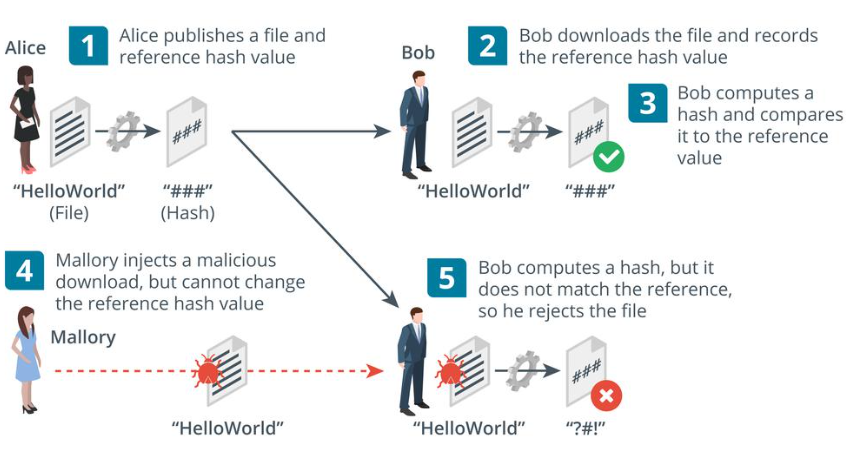 Alice
1
Alice publishes a file and
reference hash value
###
“HelloWorld”
(File)
“###”
(Hash)
Bob
2
Bob downloads the file and records
the reference hash value
3
Bob computes a
hash and compares
it to the reference
value
###
“HelloWorld”
“###”
4
Mallory injects a malicious
download, but cannot change
the reference hash value
Mallory
“HelloWorld”
5
Bob computes a hash, but it
does not match the reference,
so he rejects the file
###
“HelloWorld”
“?#!”